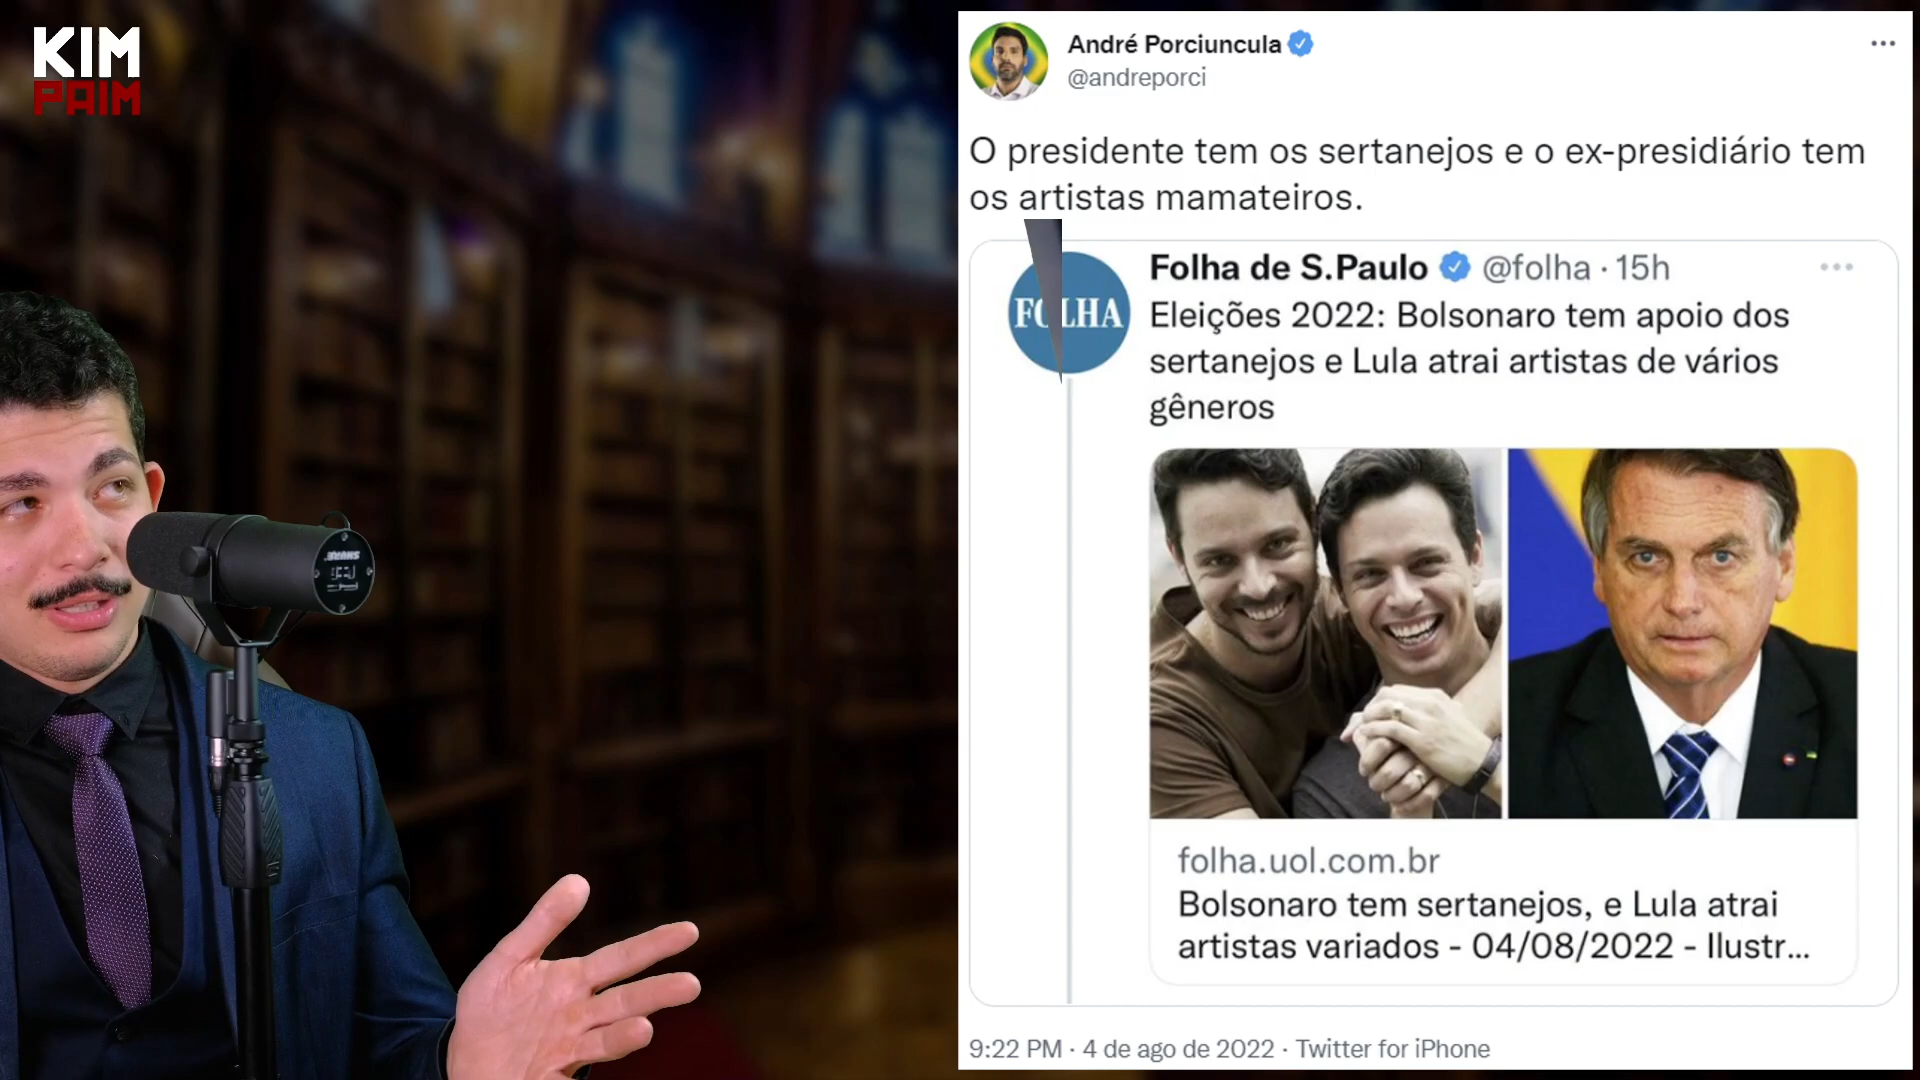 KIM
PAIM
André Porciuncula
@andreporci
O presidente tem os sertanejos e o ex-presidiário tem
os artistas mamateiros.
FOLHA
Folha de S.Paulo @folha · 15h
Eleições 2022: Bolsonaro tem apoio dos
sertanejos e Lula atrai artistas de vários
gêneros
folha.uol.com.br
Bolsonaro tem sertanejos, e Lula atrai
artistas variados - 04/08/2022 - Ilustr...
9:22 PM · 4 de ago de 2022 · Twitter for iPhone
SHURE